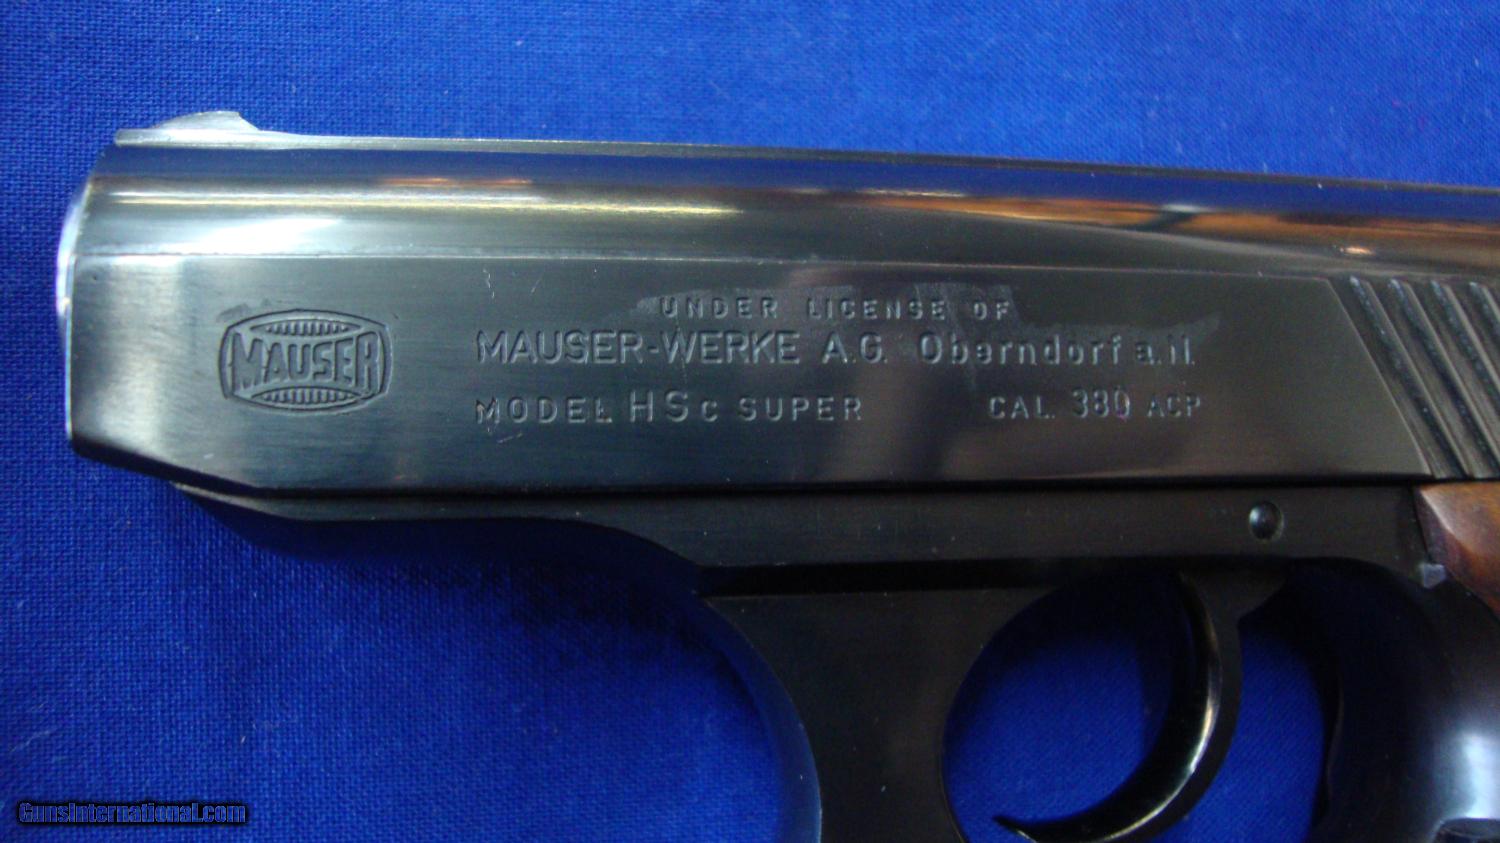 UNDER LICENSE OF
MAUSER
MAUSER-WERKE A.G. Oberndorf a.N.
MODEL HSc SUPER CAL. 380 ACP
GunsInternational.com